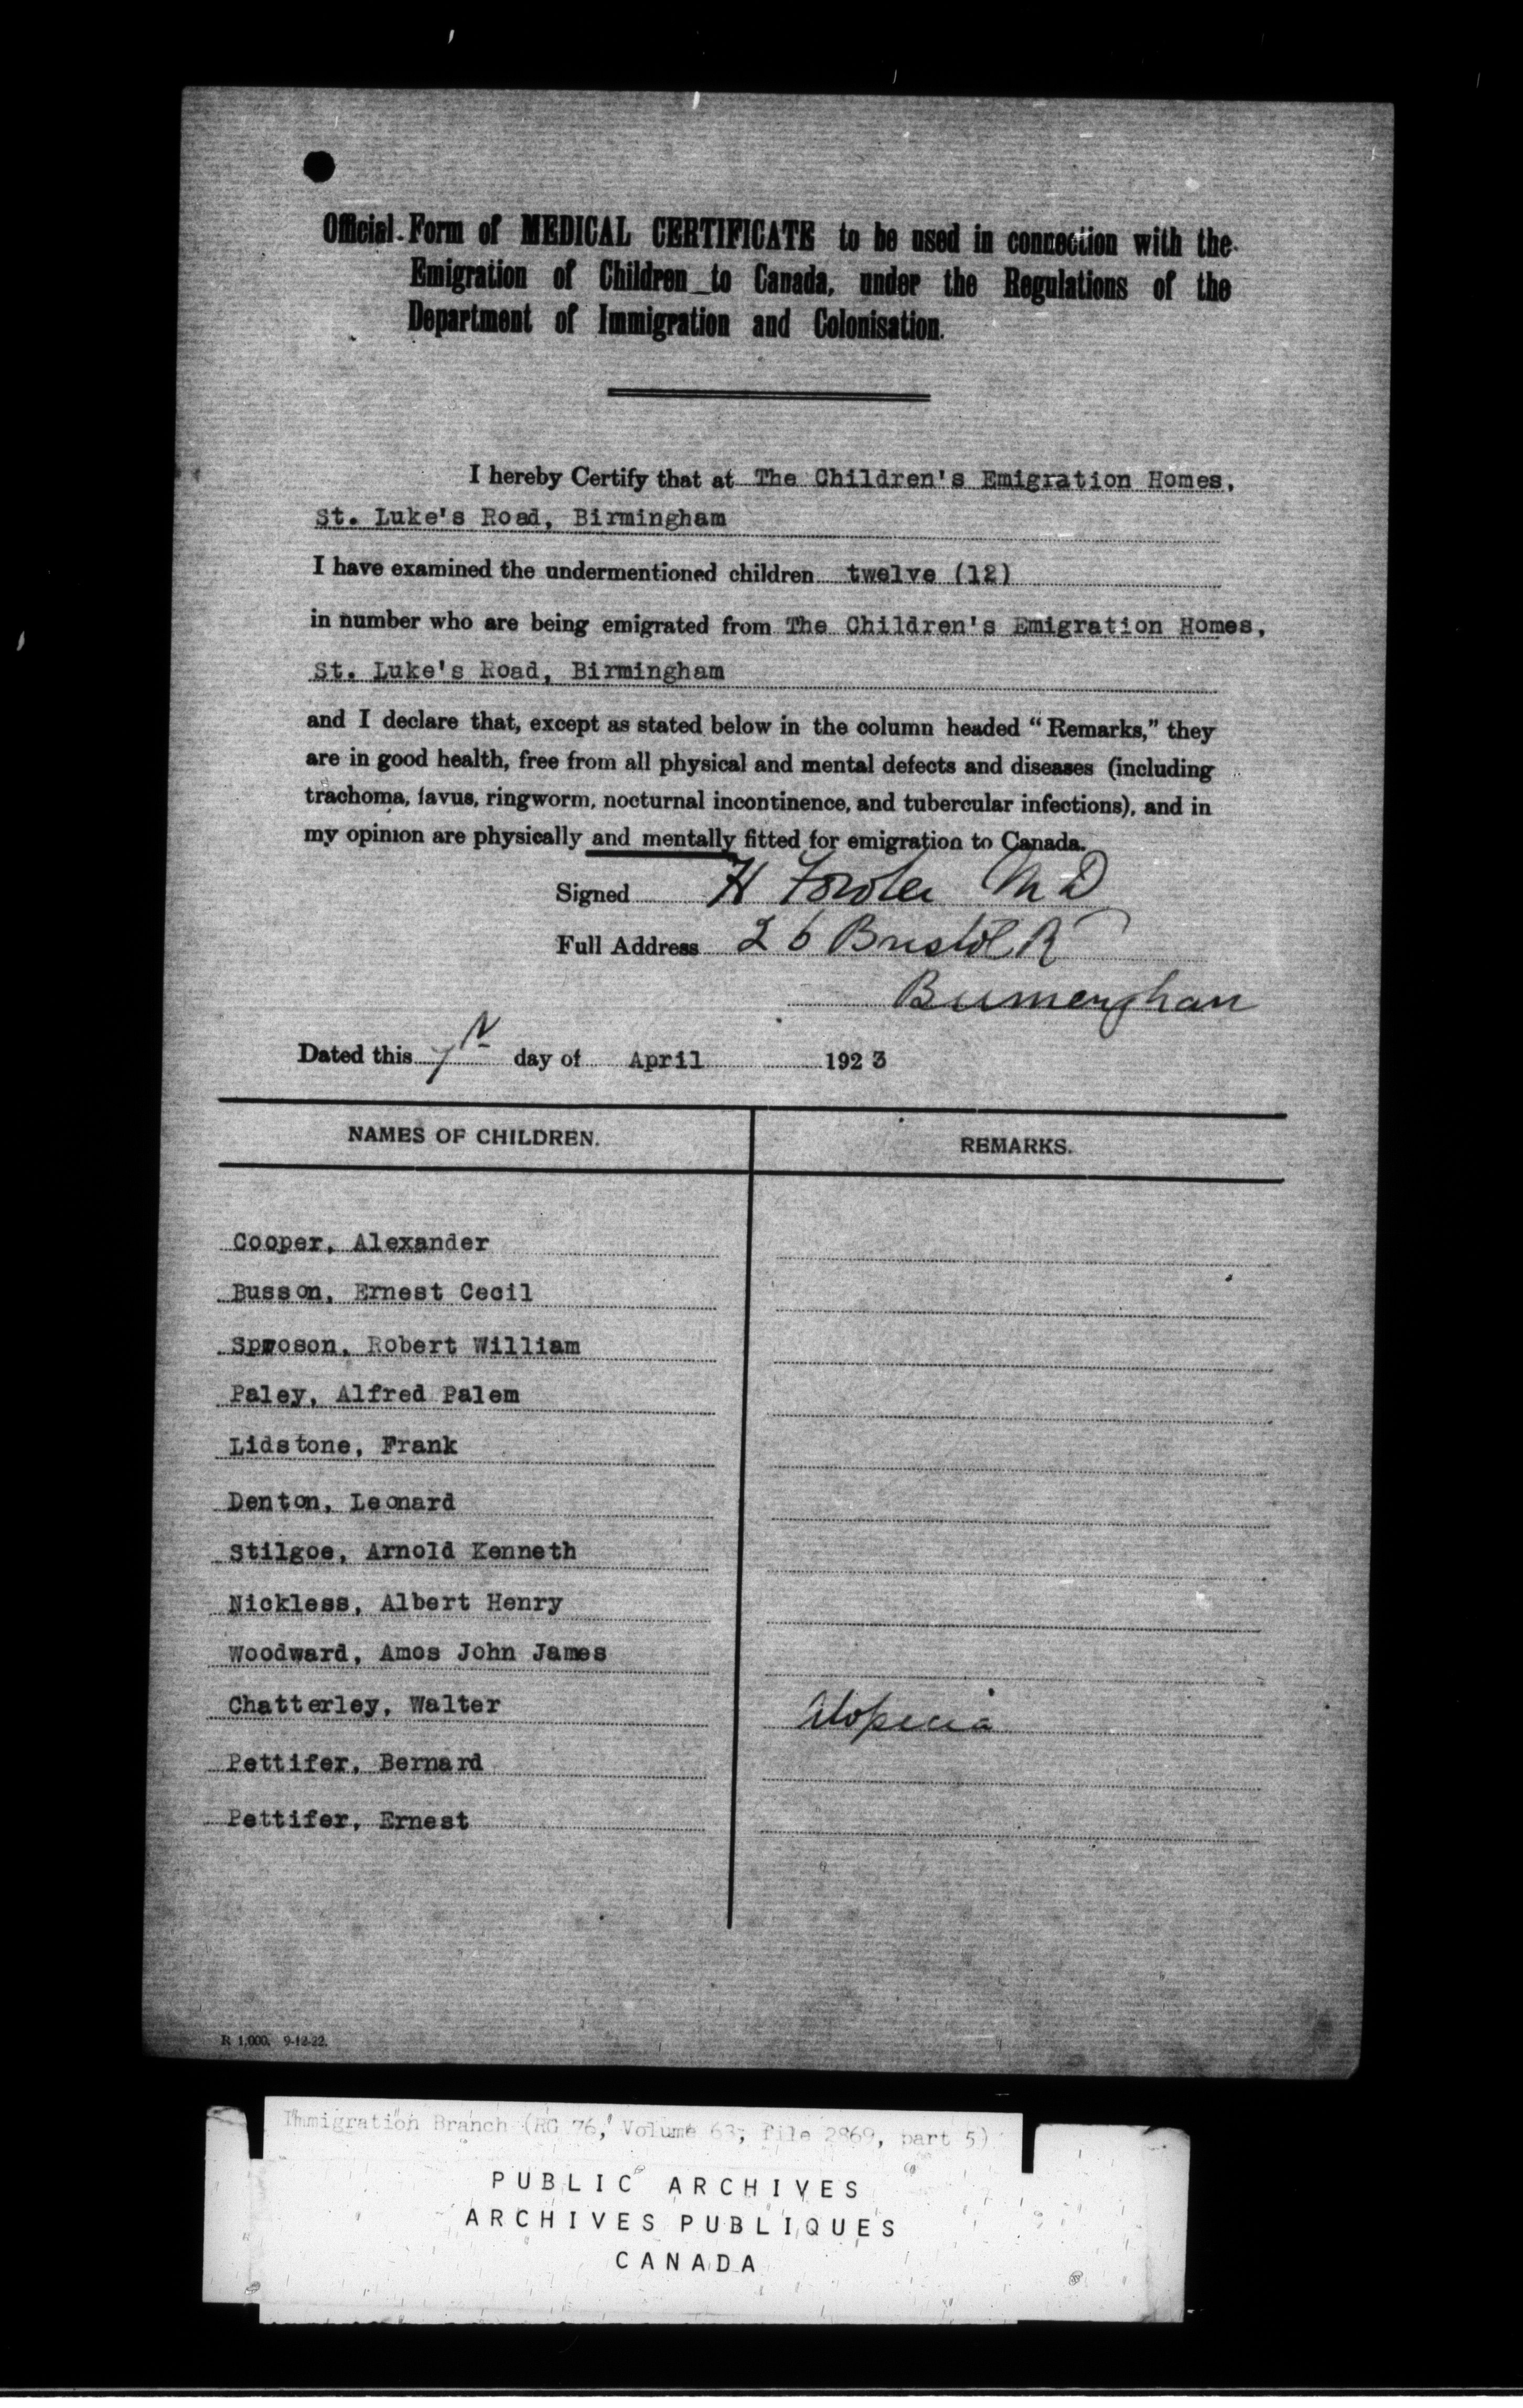 Official Form of MEDICAL CERTIFICATE to be used in connection with the
Emigration of Children to Canada, under the Regulations of the
Department of Immigration and Colonisation.
I hereby Certify that at The Children's Emigration Homes,
St. Luke's Road, Birmingham
I have examined the undermentioned children twelve (12)
in number who are being emigrated from The Children's Emigration Homes,
St. Luke's Road, Birmingham
and I declare that, except as stated below in the column headed “Remarks,” they
are in good health, free from all physical and mental defects and diseases (including
trachoma, favus, ringworm, nocturnal incontinence, and tubercular infections), and in
my opinion are physically and mentally fitted for emigration to Canada.
Signed H Fowler M D
Full Address 26 Bristol R
Birmingham
Dated this 7th day of April 1923
NAMES OF CHILDREN. REMARKS.
Cooper, Alexander
Busson, Ernest Cecil
Sproson, Robert William
Paley, Alfred Palem
Lidstone, Frank
Denton, Leonard
Stilgoe, Arnold Kenneth
Nickless, Albert Henry
Woodward, Amos John James
Chatterley, Walter Alopecia
Pettifer, Bernard
Pettifer, Ernest
R 1,000. 9-12-22.
Immigration Branch (RG 76, Volume 63, file 2869, part 5)
PUBLIC ARCHIVES
ARCHIVES PUBLIQUES
CANADA